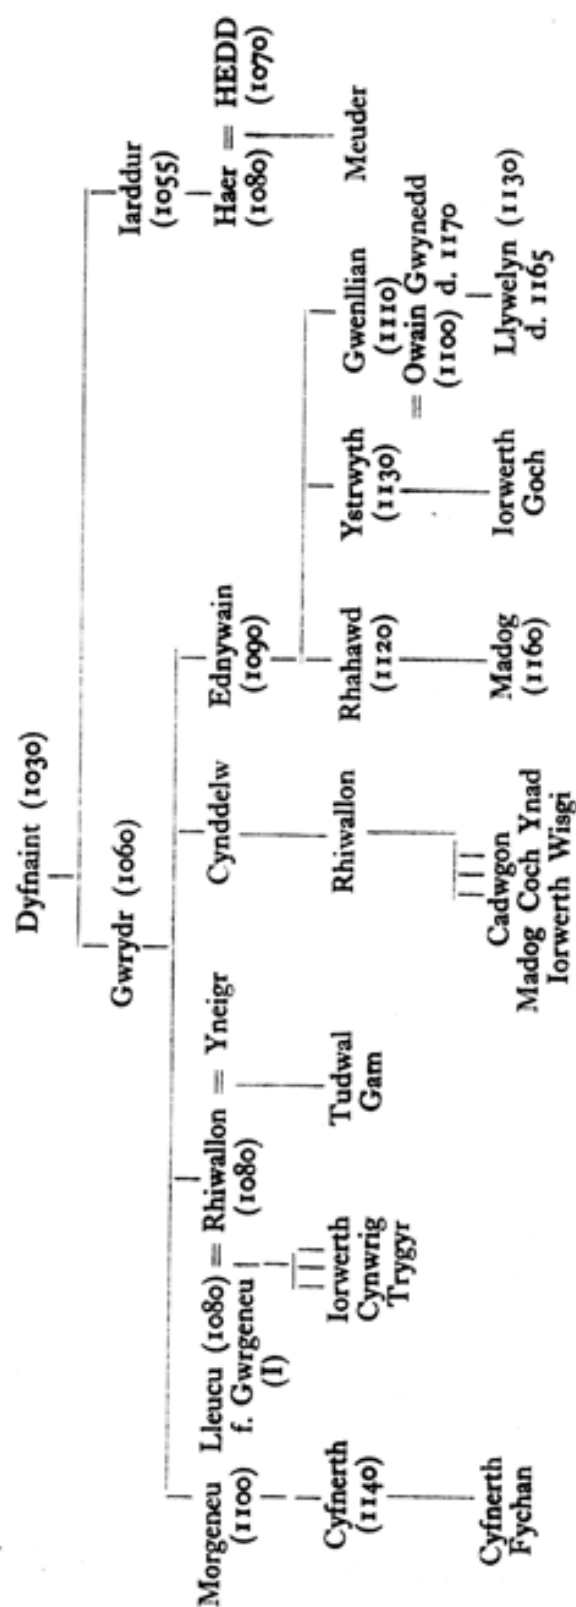 Dyfnaint (1030)
Gwrydr (1060)
Iarddur
(1055)
Morgeneu
(1100)
Lleucu (1080) = Rhiwallon = Yneigr
f. Gwrgeneu
(I)
(1080)
Cynddelw
Ednywain
(1090)
Haer = HEDD
(1080)
(1070)
Cyfnerth
(1140)
Iorwerth
Cynwrig
Trygyr
Tudwal
Gam
Rhiwallon
Rhahawd
(1120)
Ystrwyth
(1130)
Gwenllian
(1110)
= Owain Gwynedd
(1100) d. 1170
Meuder
Cyfnerth
Fychan
Cadwgon
Madog Coch Ynad
Iorwerth Wisgi
Madog
(1160)
Iorwerth
Goch
Llywelyn (1130)
d. 1165